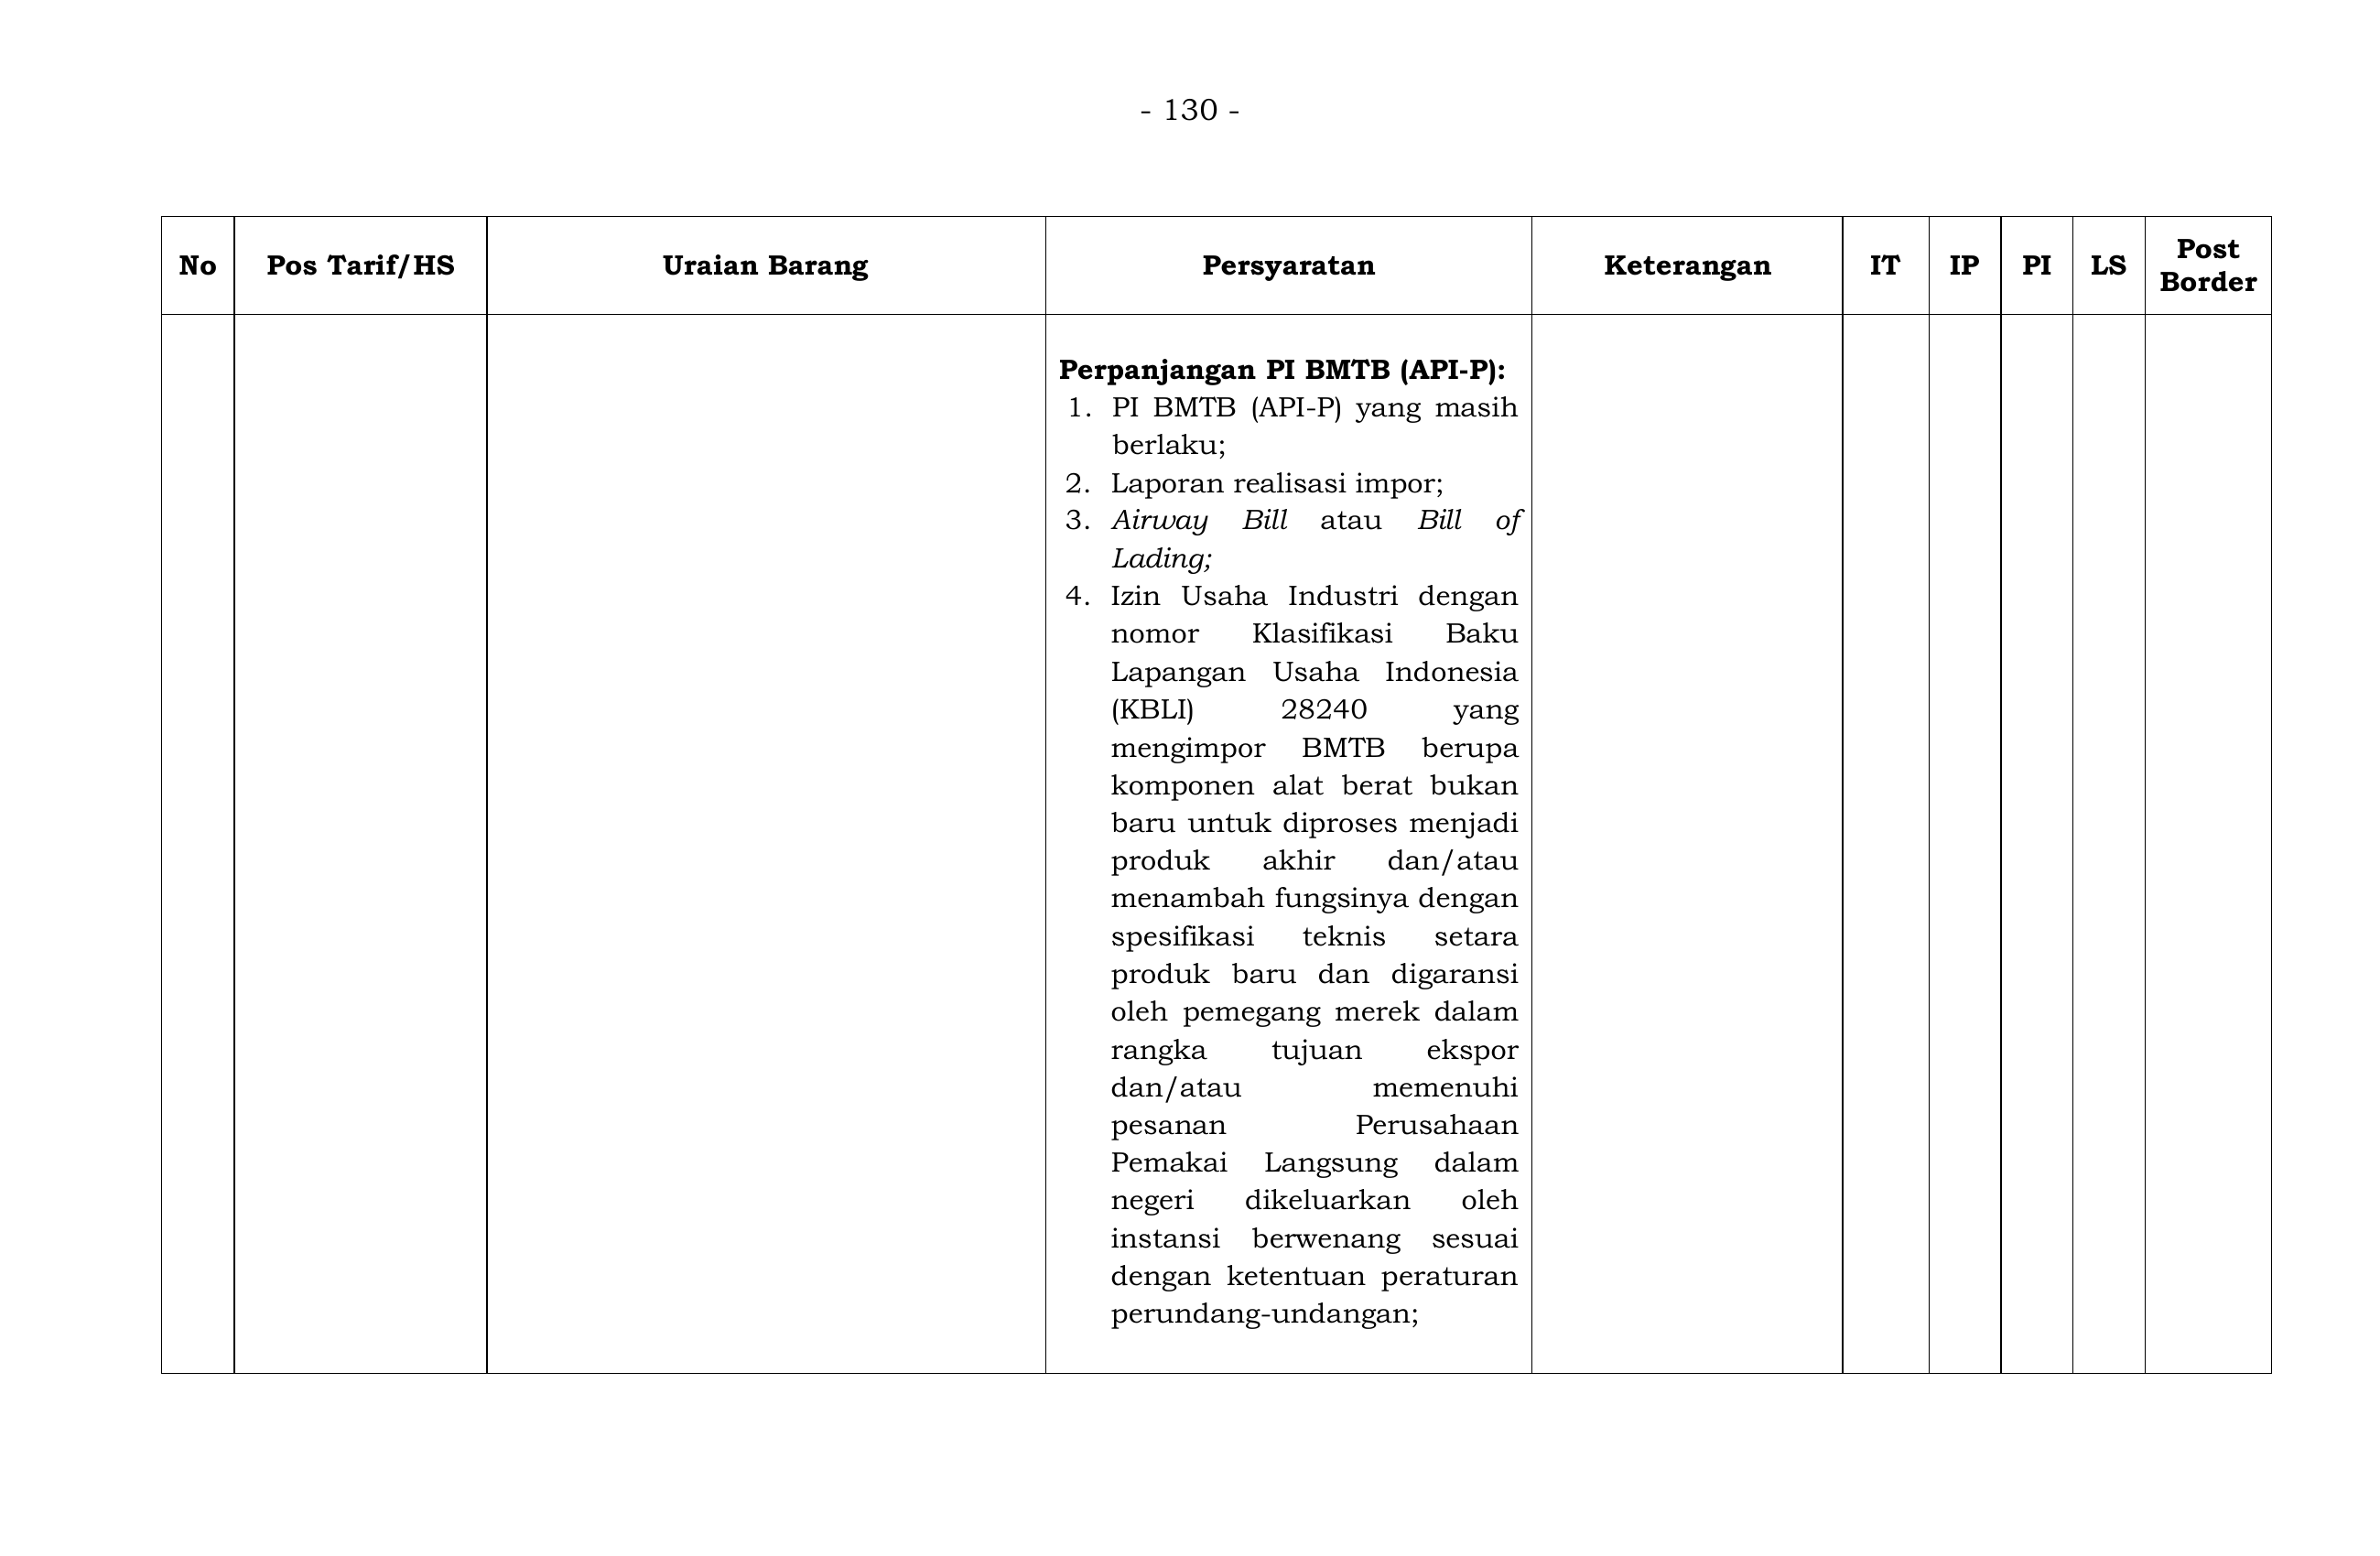 - 130 -
No Pos Tarif/HS Uraian Barang Persyaratan Keterangan IT IP PI LS Post Border
Perpanjangan PI BMTB (API-P):
1. PI BMTB (API-P) yang masih
berlaku;
2. Laporan realisasi impor;
3. Airway Bill atau Bill of
Lading;
4. Izin Usaha Industri dengan
nomor Klasifikasi Baku
Lapangan Usaha Indonesia
(KBLI) 28240 yang
mengimpor BMTB berupa
komponen alat berat bukan
baru untuk diproses menjadi
produk akhir dan/atau
menambah fungsinya dengan
spesifikasi teknis setara
produk baru dan digaransi
oleh pemegang merek dalam
rangka tujuan ekspor
dan/atau memenuhi
pesanan Perusahaan
Pemakai Langsung dalam
negeri dikeluarkan oleh
instansi berwenang sesuai
dengan ketentuan peraturan
perundang-undangan;